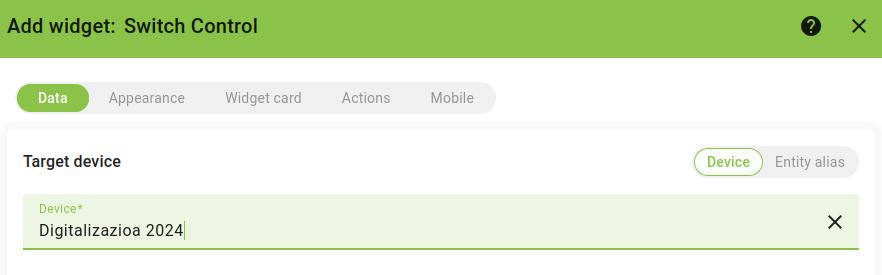 Add widget: Switch Control
Data Appearance Widget card Actions Mobile
Target device Device Entity alias
Device*
Digitalizazioa 2024